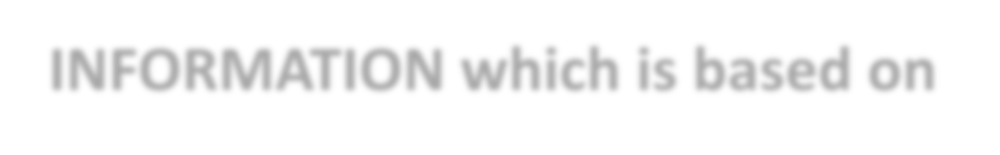 INFORMATION which is based on